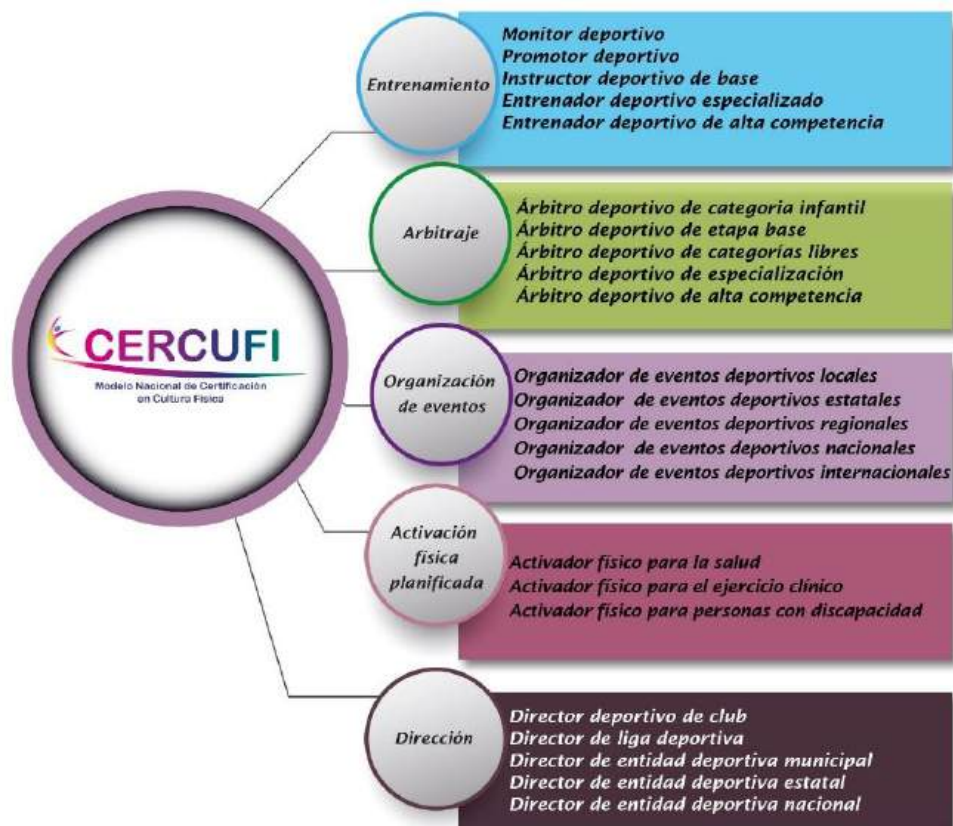 CERCUFI
Modelo Nacional de Certificación
en Cultura Física
Entrenamiento
Monitor deportivo
Promotor deportivo
Instructor deportivo de base
Entrenador deportivo especializado
Entrenador deportivo de alta competencia
Arbitraje
Árbitro deportivo de categoria infantil
Árbitro deportivo de etapa base
Árbitro deportivo de categorías libres
Árbitro deportivo de especialización
Árbitro deportivo de alta competencia
Organización
de eventos
Organizador de eventos deportivos locales
Organizador de eventos deportivos estatales
Organizador de eventos deportivos regionales
Organizador de eventos deportivos nacionales
Organizador de eventos deportivos internacionales
Activación
física
planificada
Activador físico para la salud
Activador físico para el ejercicio clínico
Activador físico para personas con discapacidad
Dirección
Director deportivo de club
Director de liga deportiva
Director de entidad deportiva municipal
Director de entidad deportiva estatal
Director de entidad deportiva nacional